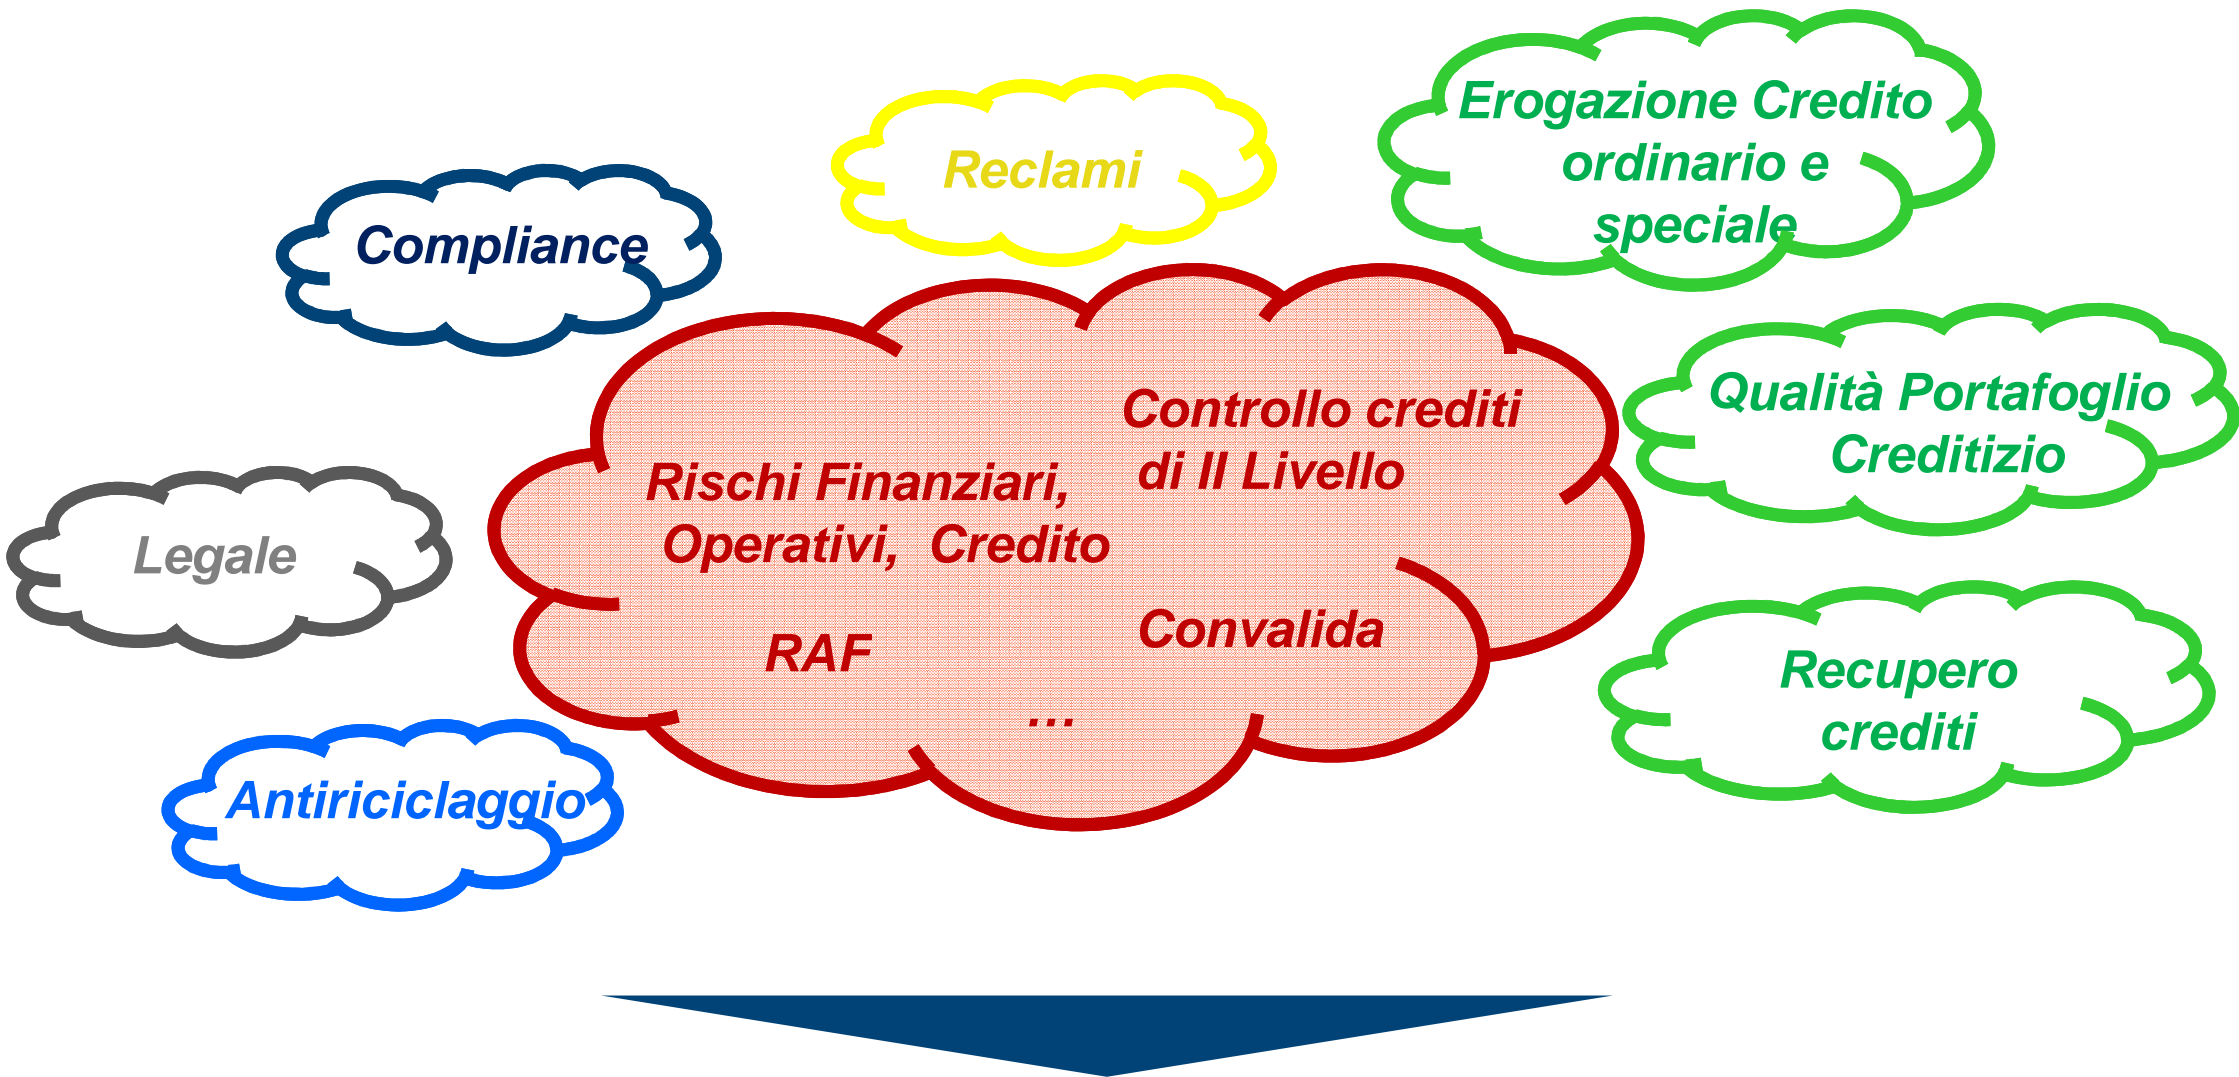 Erogazione Credito
ordinario e
speciale
Reclami
Compliance
Qualità Portafoglio
Creditizio
Controllo crediti
di II Livello
Rischi Finanziari,
Operativi, Credito
Legale
Convalida
RAF
...
Recupero
crediti
Antiriciclaggio